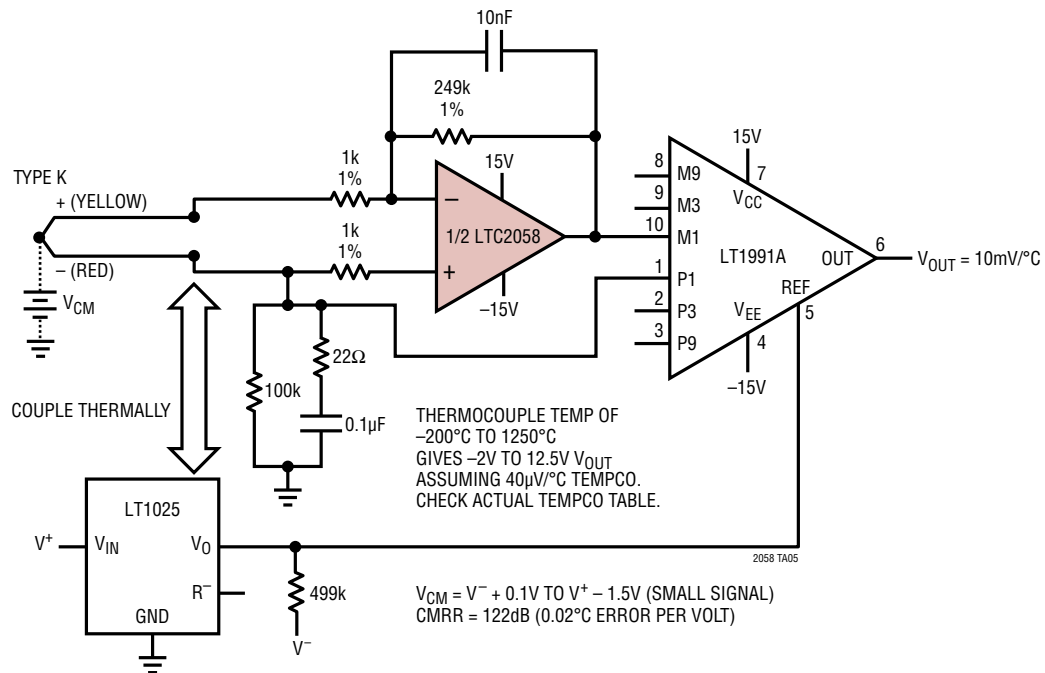 10nF
249k
1%
TYPE K
+ (YELLOW)
– (RED)
VCM
1k
1%
1k
1%
15V
–
+
1/2 LTC2058
–15V
15V
8
M9
7
VCC
9
M3
10
M1
LT1991A
OUT
6
VOUT = 10mV/°C
1
P1
REF
5
2
P3
VEE
3
P9
4
–15V
COUPLE THERMALLY
100k
22Ω
0.1µF
THERMOCOUPLE TEMP OF
–200°C TO 1250°C
GIVES –2V TO 12.5V VOUT
ASSUMING 40µV/°C TEMPCO.
CHECK ACTUAL TEMPCO TABLE.
LT1025
V+
VIN
VO
R–
GND
499k
V–
2058 TA05
VCM = V– + 0.1V TO V+ – 1.5V (SMALL SIGNAL)
CMRR = 122dB (0.02°C ERROR PER VOLT)